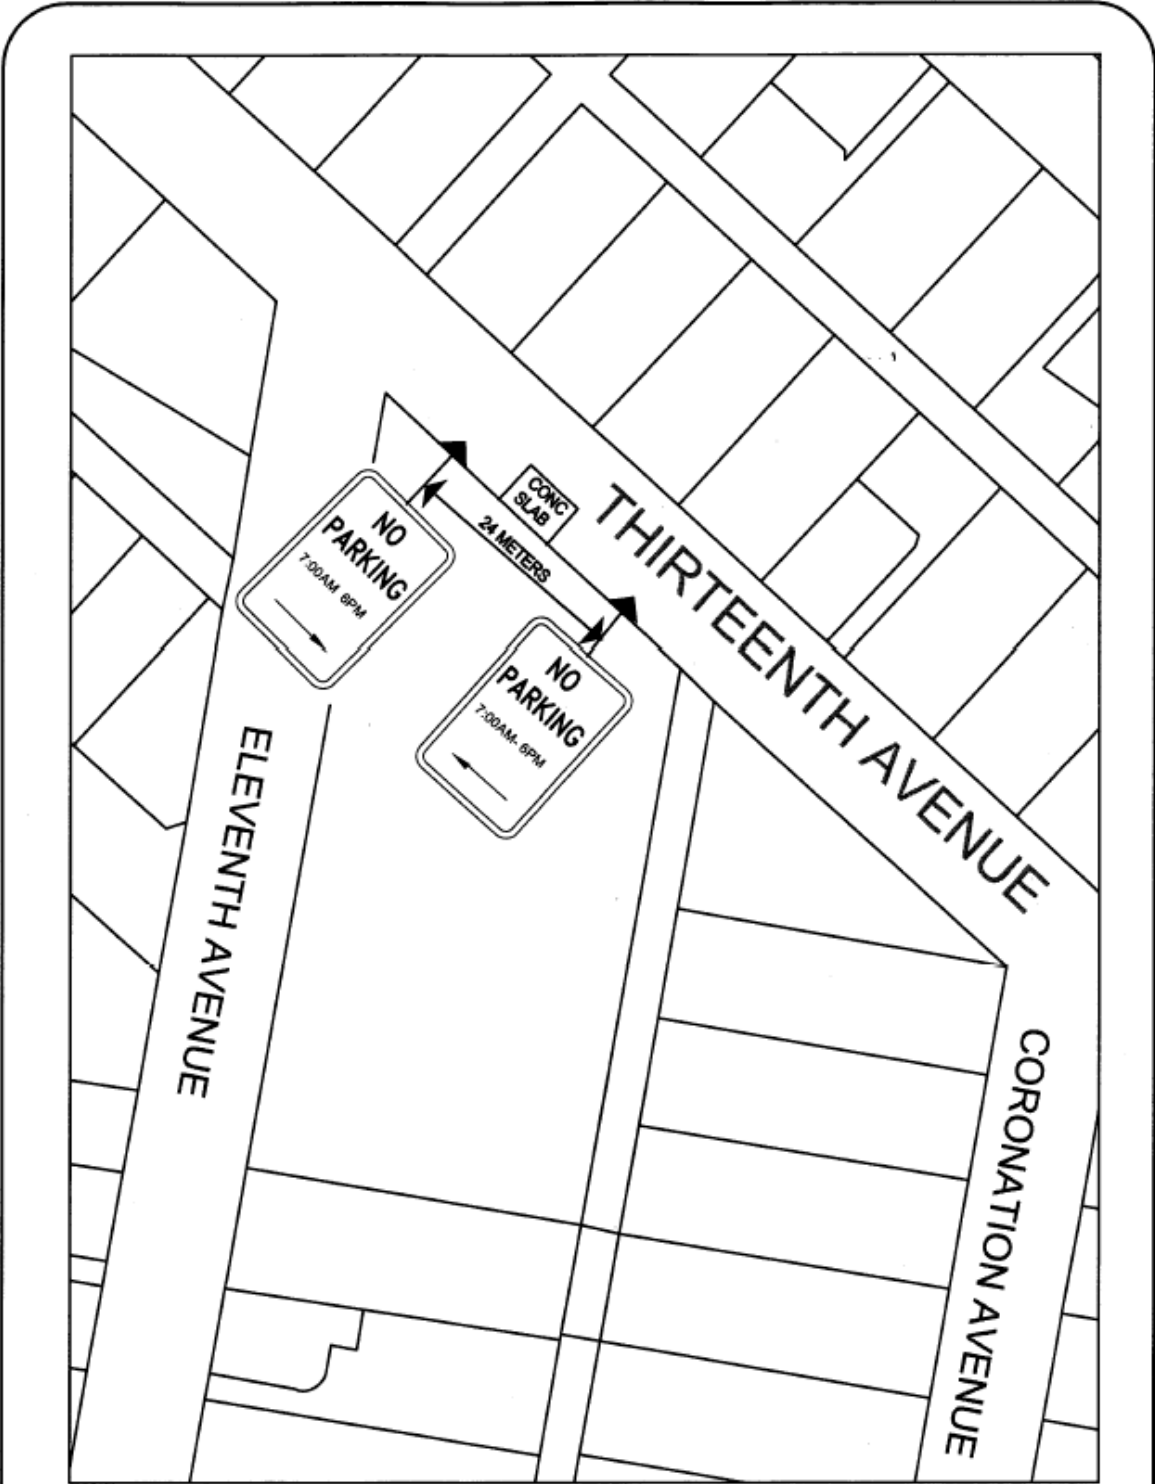 NO
PARKING
7:00AM 6PM
CONC
SLAB
24 METERS
THIRTEENTH AVENUE
NO
PARKING
7:00AM- 6PM
ELEVENTH AVENUE
CORONATION AVENUE